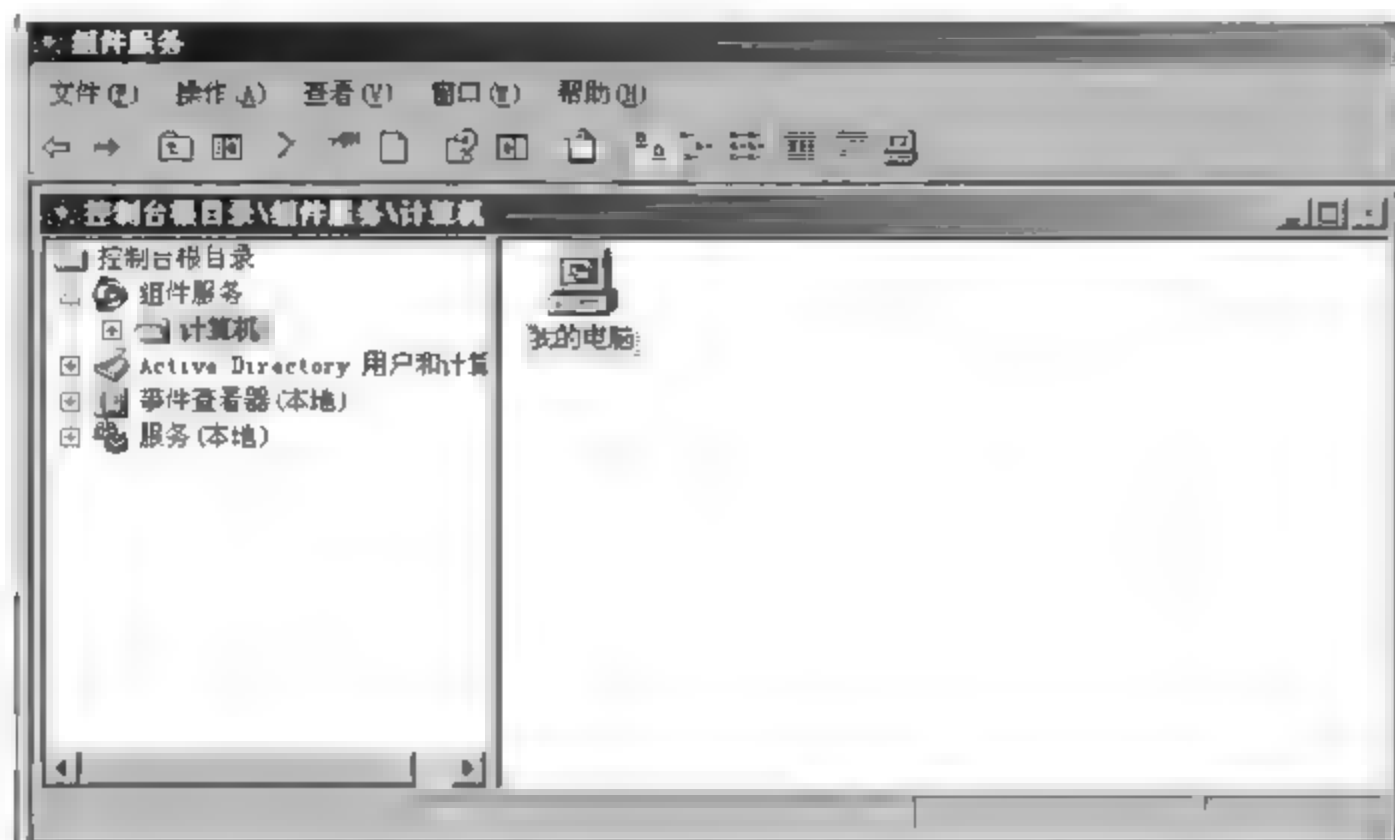 组件服务
文件(F) 操作(A) 查看(V) 窗口(W) 帮助(H)
控制台根目录\组件服务\计算机
控制台根目录
组件服务
计算机
Active Directory 用户和计算
事件查看器(本地)
服务(本地)
我的电脑